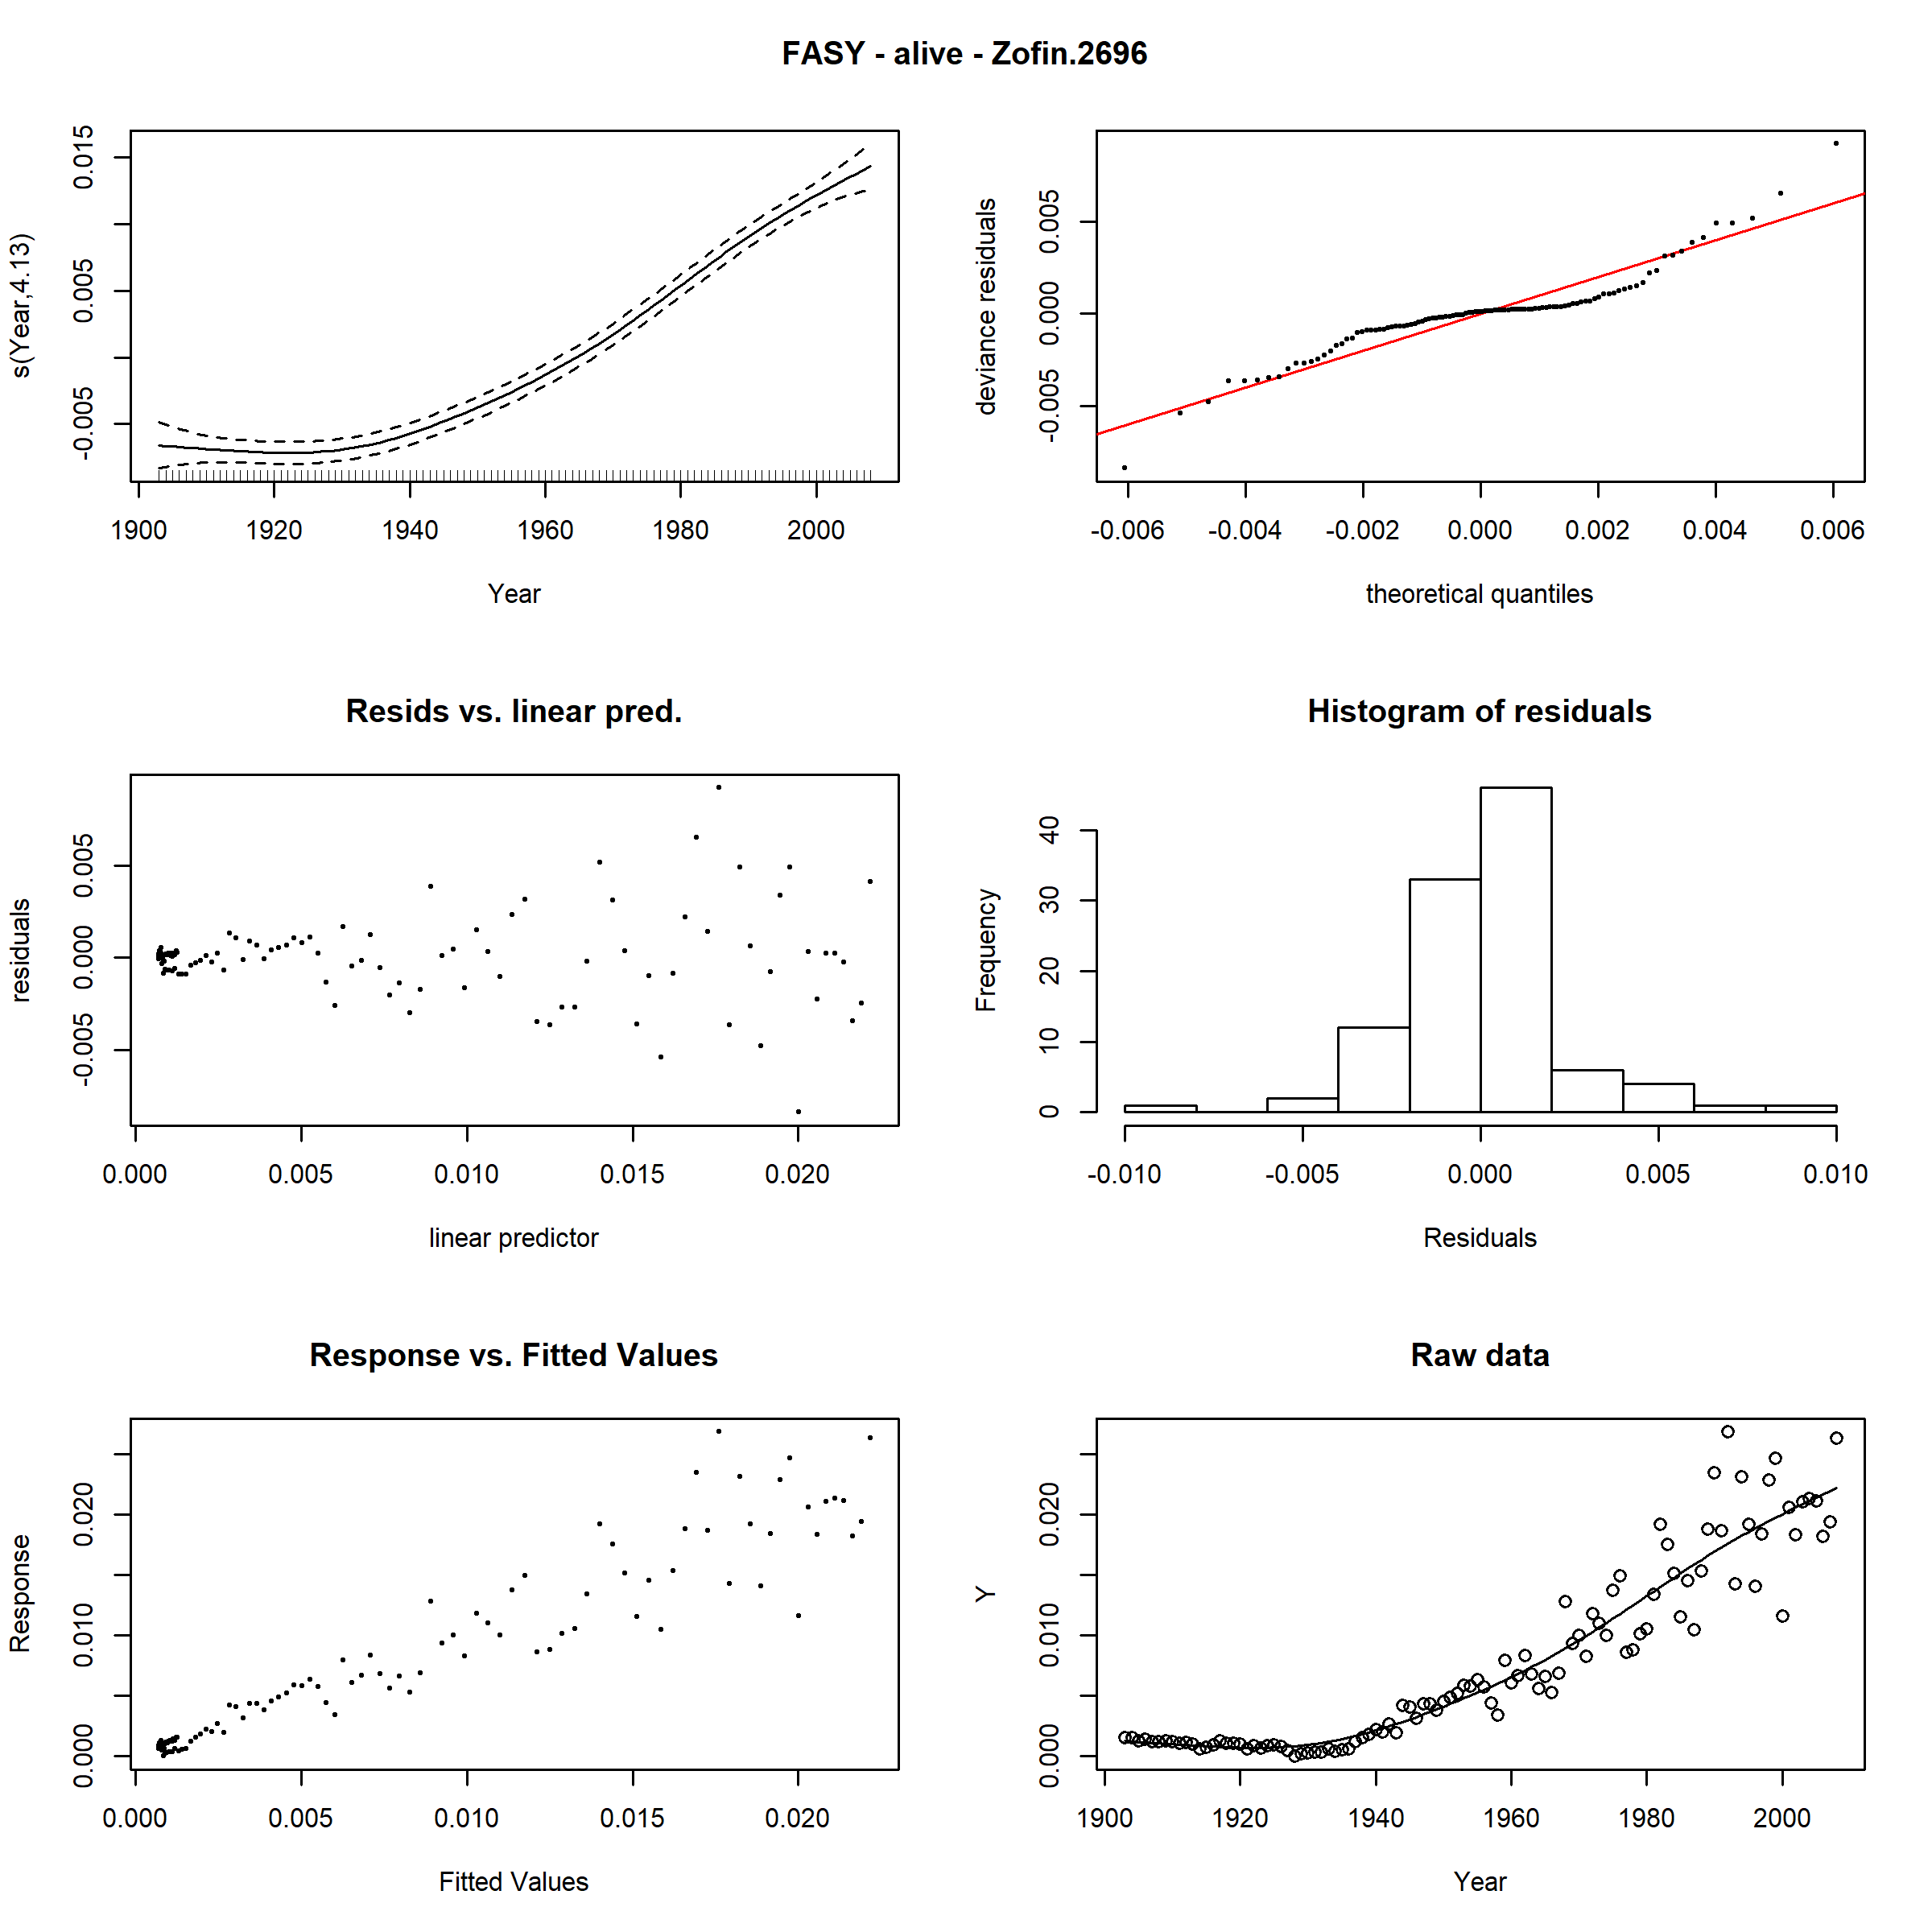 FASY - alive - Zofin.2696
s(Year,4.13)
-0.005 0.005 0.015
1900 1920 1940 1960 1980 2000
Year
deviance residuals
-0.005 0.000 0.005
-0.006 -0.004 -0.002 0.000 0.002 0.004 0.006
theoretical quantiles
Resids vs. linear pred.
residuals
-0.005 0.000 0.005
0.000 0.005 0.010 0.015 0.020
linear predictor
Histogram of residuals
Frequency
0 10 20 30 40
-0.010 -0.005 0.000 0.005 0.010
Residuals
Response vs. Fitted Values
Response
0.000 0.010 0.020
0.000 0.005 0.010 0.015 0.020
Fitted Values
Raw data
Y
0.000 0.010 0.020
1900 1920 1940 1960 1980 2000
Year